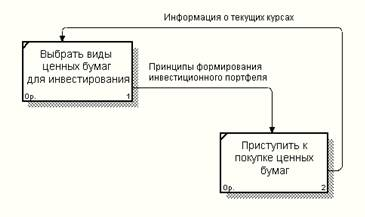 Информация о текущих курсах
Выбрать виды
ценных бумаг
для инвестирования
0р.
1
Принципы формирования
инвестиционного портфеля
Приступить к
покупке ценных
бумаг
0р.
2